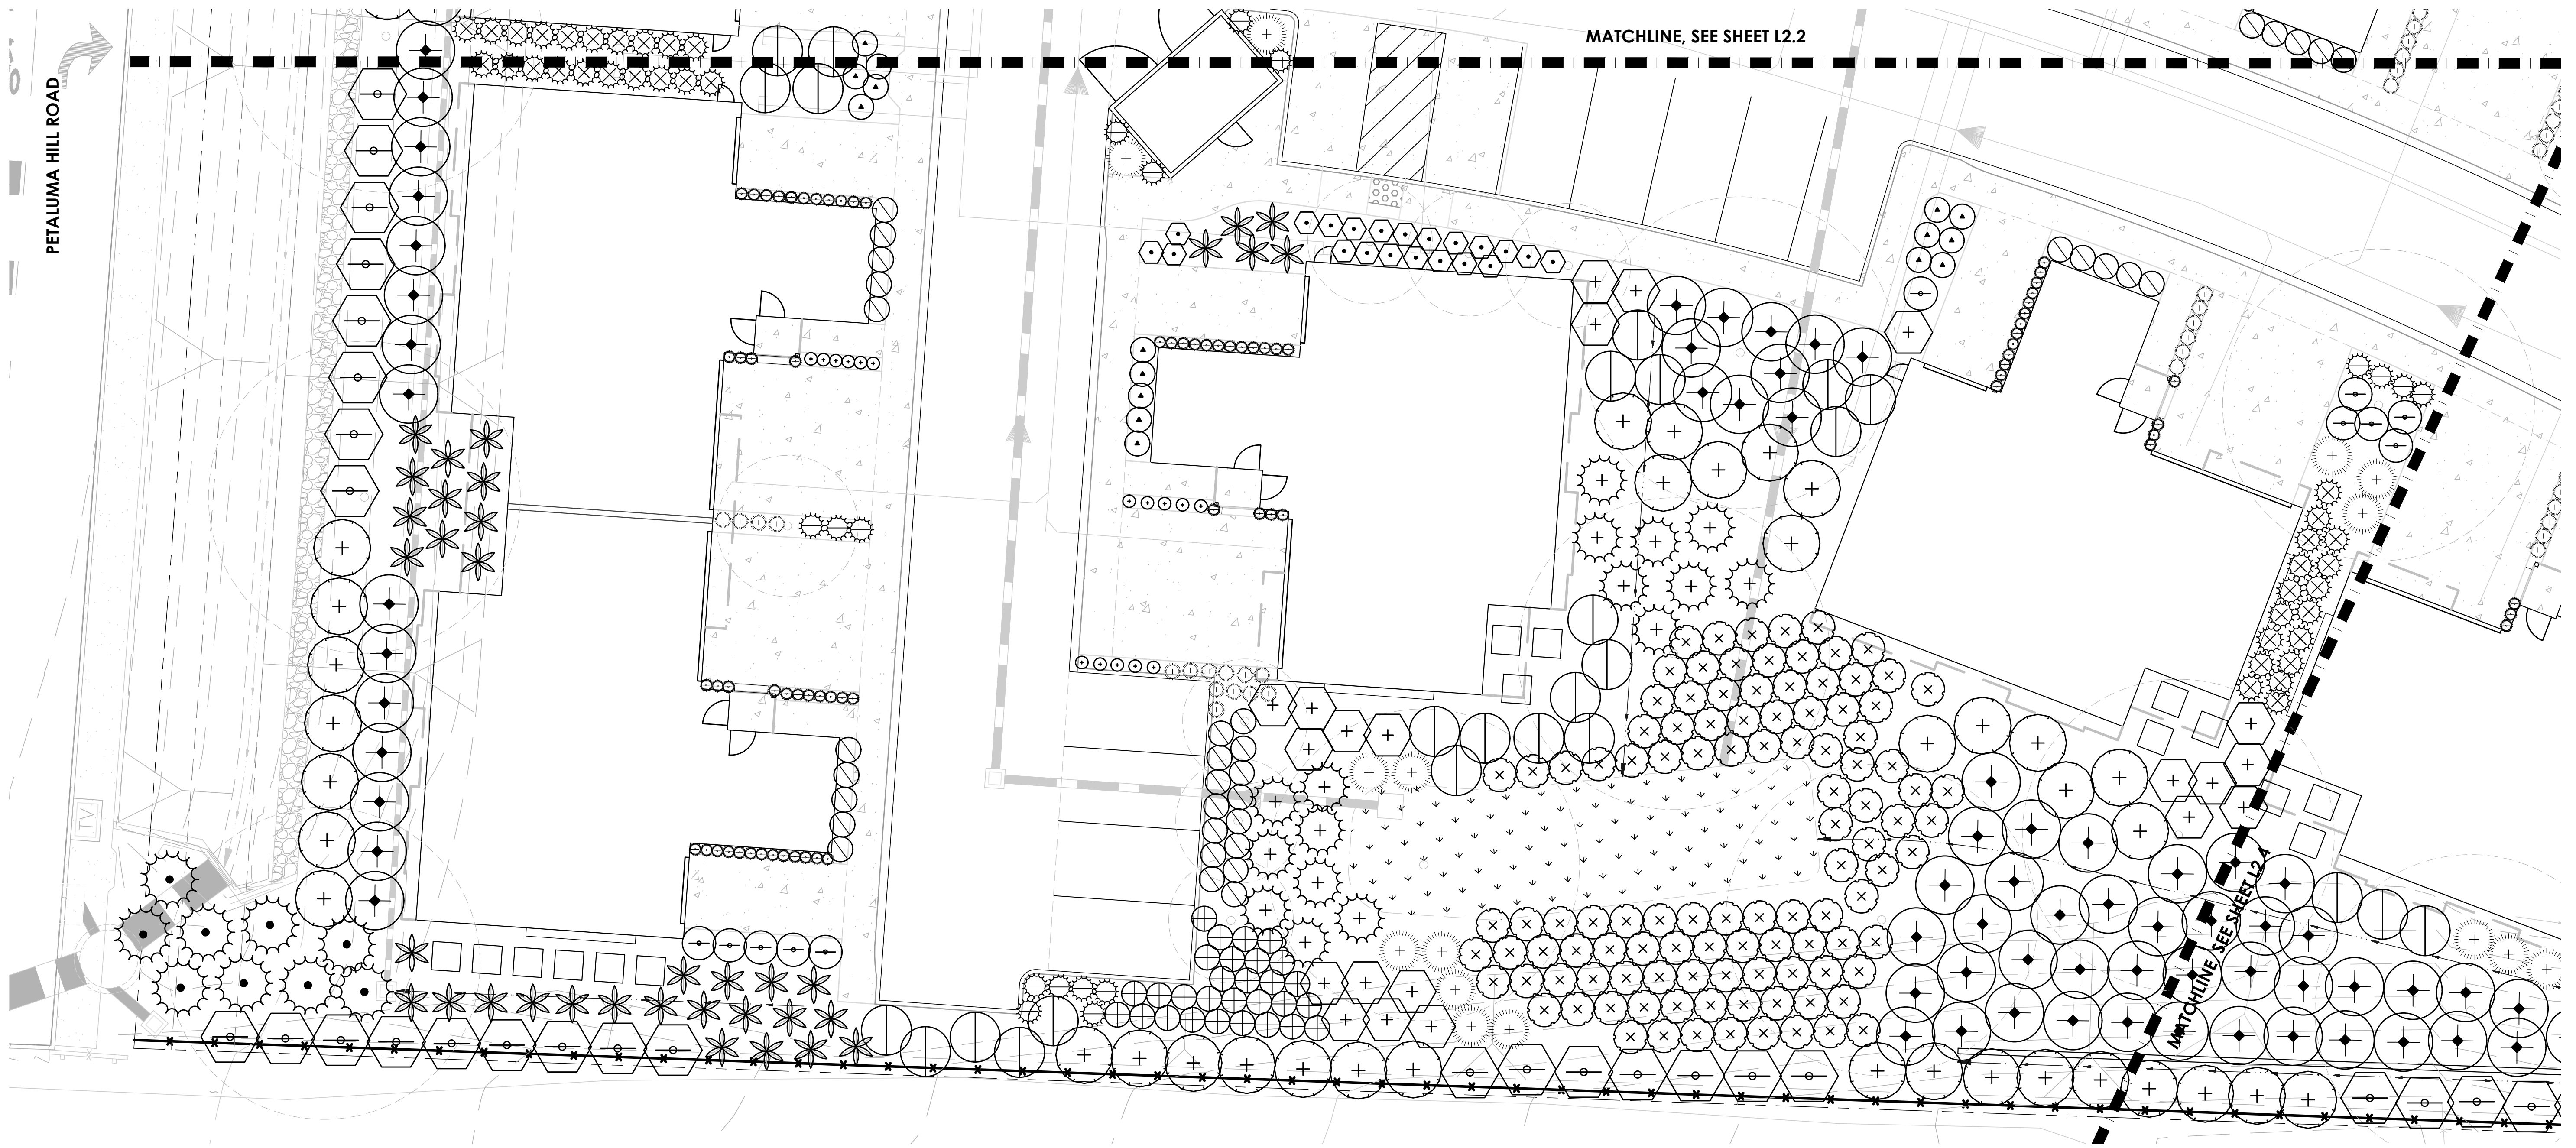 MATCHLINE, SEE SHEET L2.2
PETALUMA HILL ROAD
TV
MATCHLINE, SEE SHEET L2.4